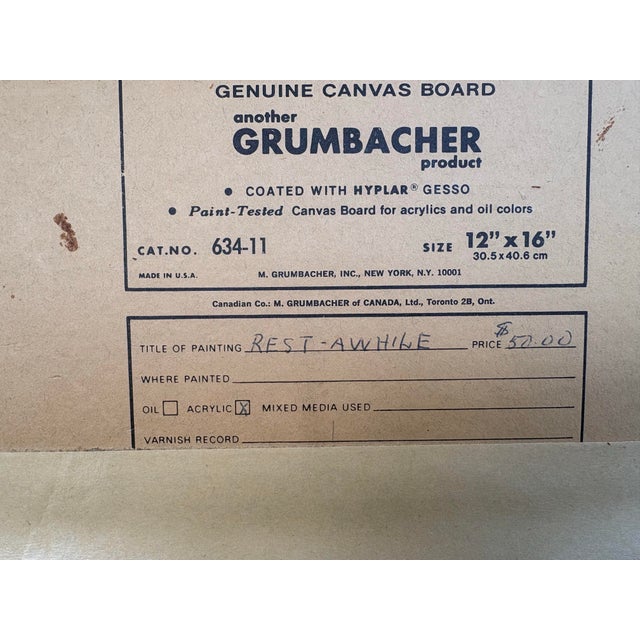 GENUINE CANVAS BOARD
another
GRUMBACHER
product
• COATED WITH HYPLAR® GESSO
• Paint-Tested Canvas Board for acrylics and oil colors
CAT.NO. 634-11 SIZE 12" x 16"
30.5 x 40.6 cm
MADE IN U.S.A. M. GRUMBACHER, INC., NEW YORK, N.Y. 10001
Canadian Co.: M. GRUMBACHER of CANADA, Ltd., Toronto 2B, Ont.
TITLE OF PAINTING REST-AWHILE PRICE $50.00
WHERE PAINTED
OIL ☐ ACRYLIC ☒ MIXED MEDIA USED
VARNISH RECORD